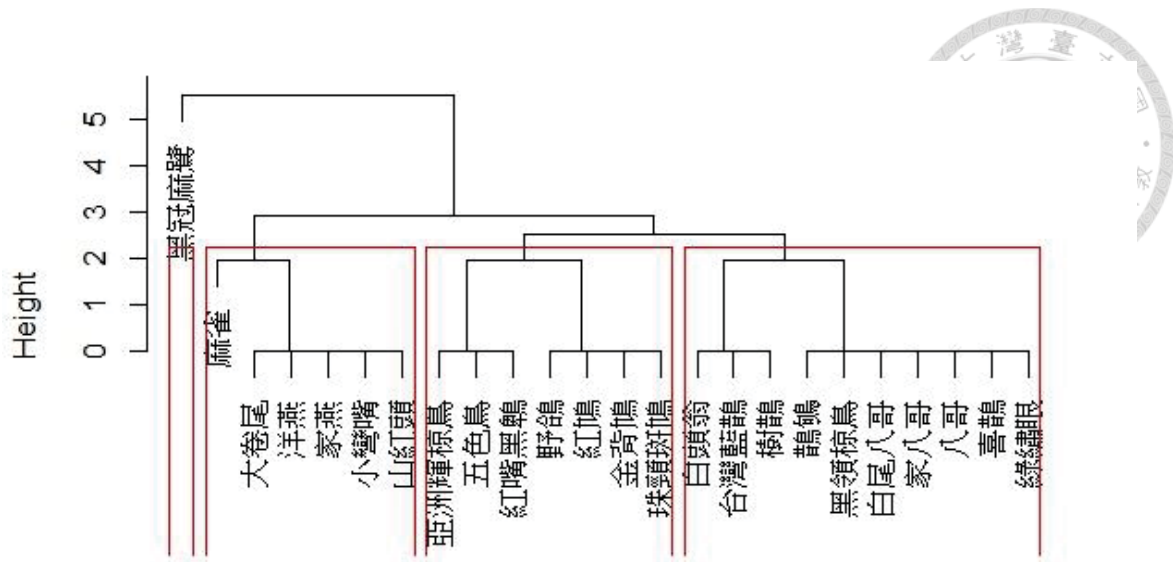 灣 臺
Height
0
1
2
3
4
5
黑冠麻鷺
麻雀
大卷尾
洋燕
家燕
小彎嘴
山紅頭
亞洲輝椋鳥
五色鳥
紅嘴黑鵯
野鴿
紅鳩
金背鳩
珠頸斑鳩
白頭翁
台灣藍鵲
樹鵲
鵲鴝
黑領椋鳥
白尾八哥
家八哥
八哥
喜鵲
綠繡眼